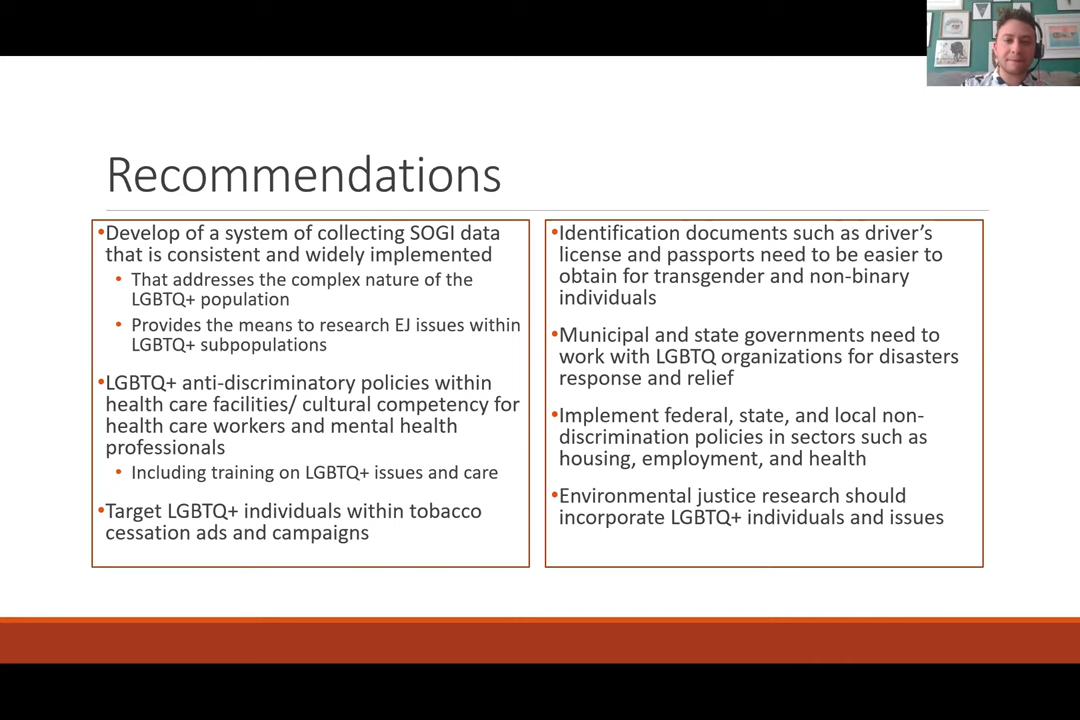 Recommendations
•Develop of a system of collecting SOGI data
that is consistent and widely implemented
• That addresses the complex nature of the
LGBTQ+ population
• Provides the means to research EJ issues within
LGBTQ+ subpopulations
•LGBTQ+ anti-discriminatory policies within
health care facilities/ cultural competency for
health care workers and mental health
professionals
• Including training on LGBTQ+ issues and care
•Target LGBTQ+ individuals within tobacco
cessation ads and campaigns
•Identification documents such as driver’s
license and passports need to be easier to
obtain for transgender and non-binary
individuals
•Municipal and state governments need to
work with LGBTQ organizations for disasters
response and relief
•Implement federal, state, and local non-
discrimination policies in sectors such as
housing, employment, and health
•Environmental justice research should
incorporate LGBTQ+ individuals and issues